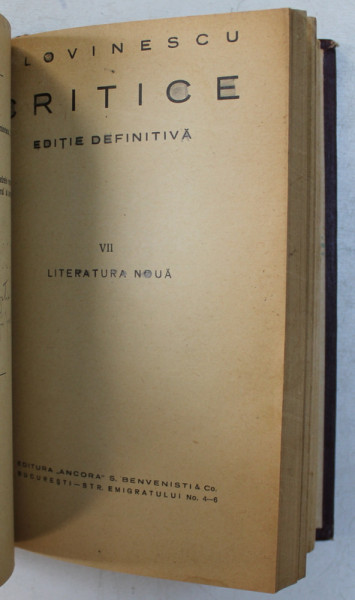 LOVINESCU
CRITICE
EDIȚIE DEFINITIVĂ
VII
LITERATURA NOUĂ
EDITURA „ANCORA" S. BENVENISTI & Co.
BUCUREȘTI — STR. EMIGRATULUI No. 4—6